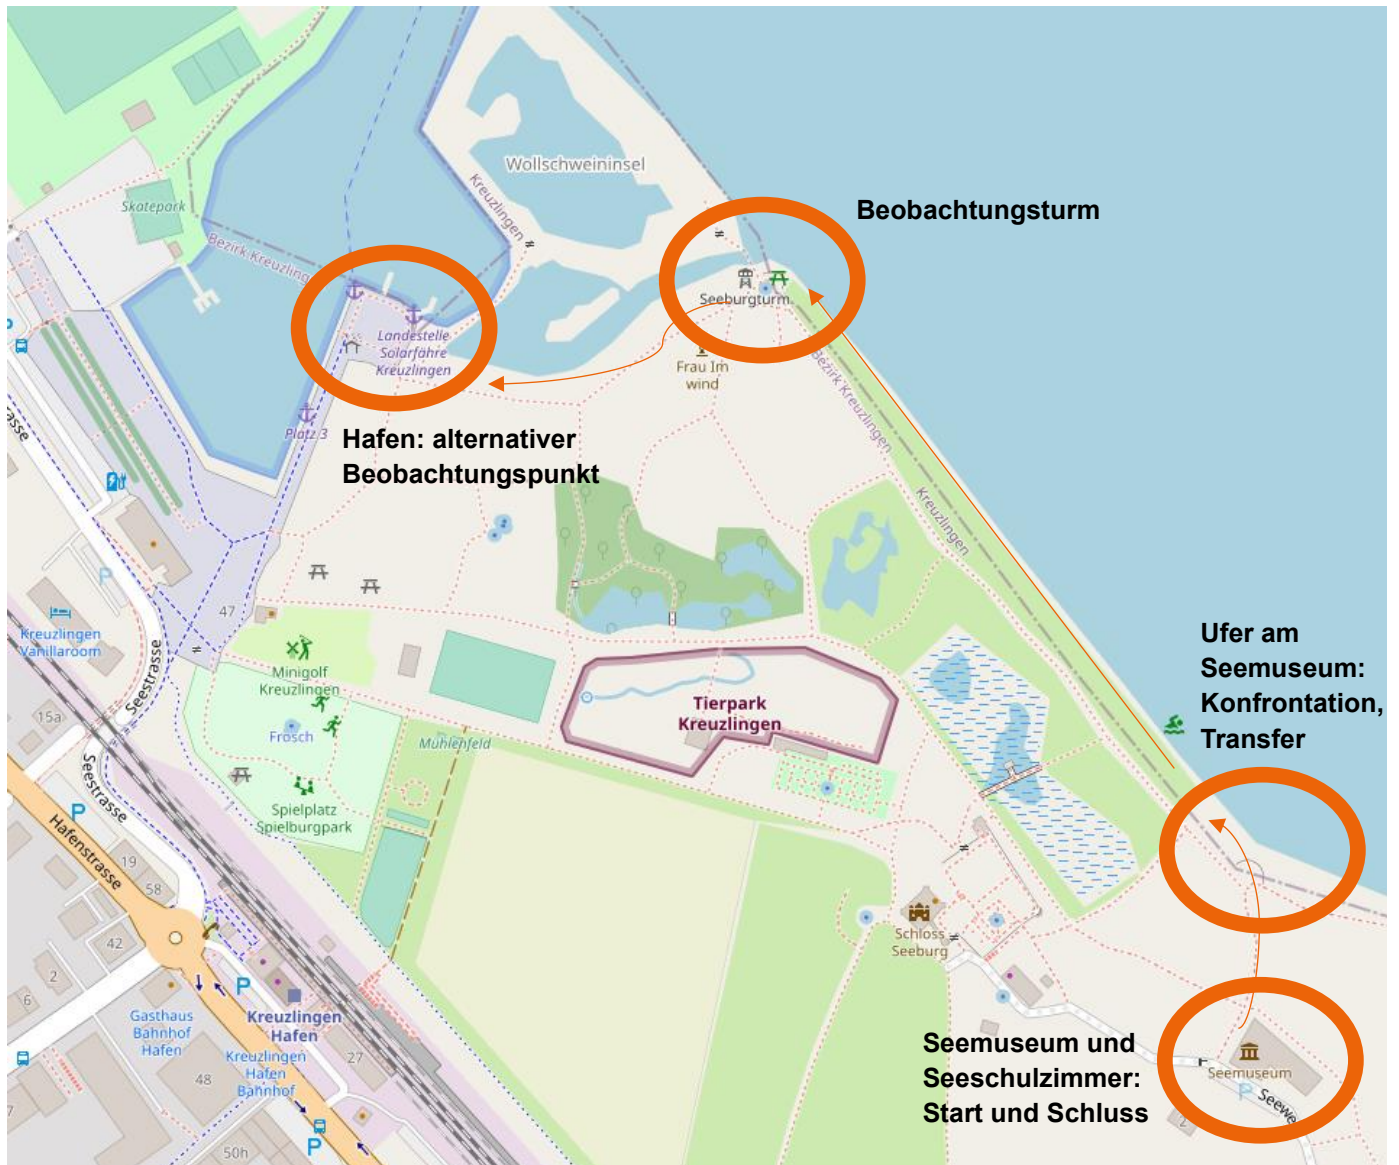 Wollschweininsel
Skatepark
Kreuzlingen
Bezirk Kreuzlingen
Beobachtungsturm
Seeburgturm
Landestelle
Solarfähre
Kreuzlingen
Frau Im
wind
Bezirk Kreuzlingen
Platz 3
Hafen: alternativer
Beobachtungspunkt
Kreuzlingen
P
47
Kreuzlingen
Vanillaroom
Seestrasse
Minigolf
Kreuzlingen
Ufer am
Seemuseum:
Konfrontation,
Transfer
Tierpark
Kreuzlingen
15a
Frosch
Mühlenfeld
Seestrasse
P
Spielplatz
Spielburgpark
Hafenstrasse
19
58
42
2
6
Schloss
Seeburg
P
Gasthaus
Bahnhof
Hafen
Kreuzlingen
Hafen
Kreuzlingen
Hafen
Bahnhof
27
48
7
Seemuseum und
Seeschulzimmer:
Start und Schluss
Seemuseum
P
Seewe
2
P
50h